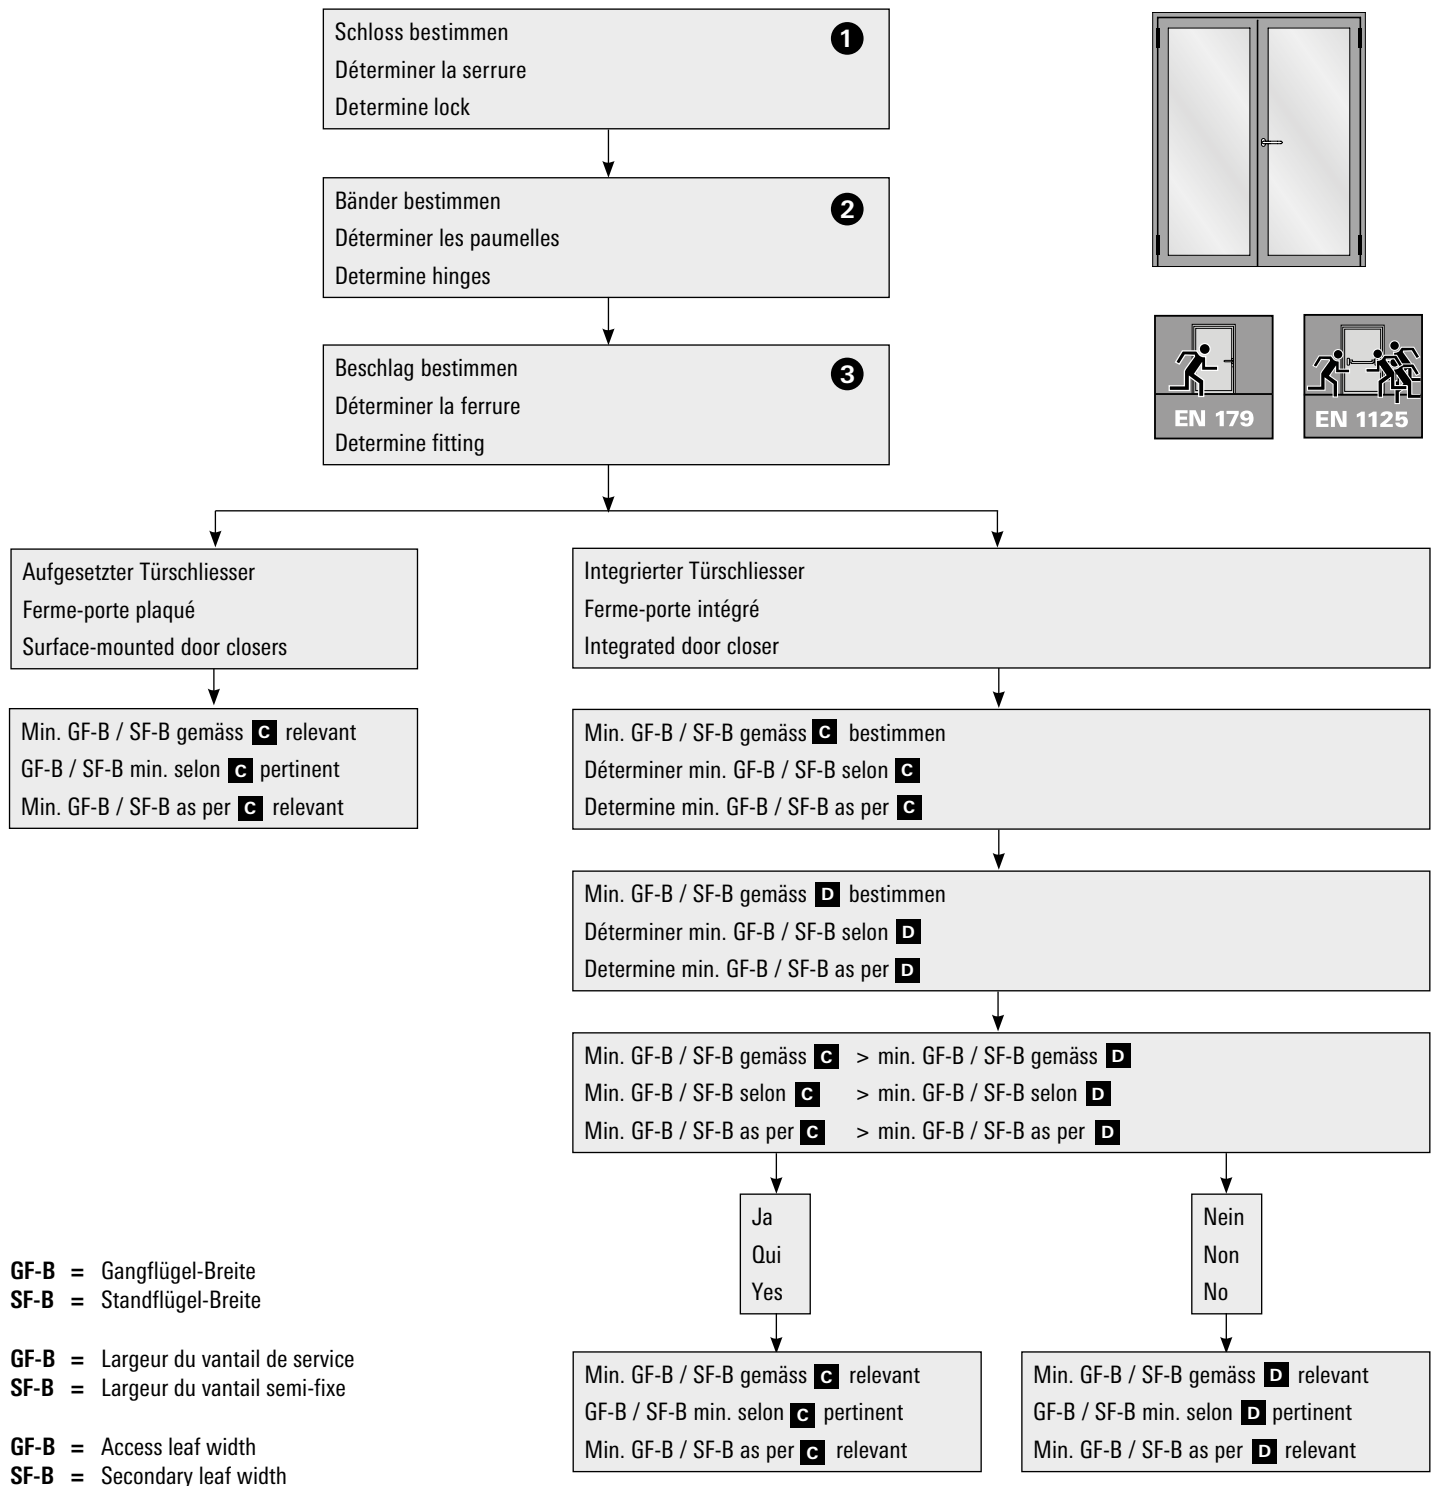 Schloss bestimmen
Déterminer la serrure
Determine lock
1
Bänder bestimmen
Déterminer les paumelles
Determine hinges
2
Beschlag bestimmen
Déterminer la ferrure
Determine fitting
3
EN 179
EN 1125
Aufgesetzter Türschliesser
Ferme-porte plaqué
Surface-mounted door closers
Integrierter Türschliesser
Ferme-porte intégré
Integrated door closer
Min. GF-B / SF-B gemäss C relevant
GF-B / SF-B min. selon C pertinent
Min. GF-B / SF-B as per C relevant
Min. GF-B / SF-B gemäss C bestimmen
Déterminer min. GF-B / SF-B selon C
Determine min. GF-B / SF-B as per C
Min. GF-B / SF-B gemäss D bestimmen
Déterminer min. GF-B / SF-B selon D
Determine min. GF-B / SF-B as per D
Min. GF-B / SF-B gemäss C > min. GF-B / SF-B gemäss D
Min. GF-B / SF-B selon C > min. GF-B / SF-B selon D
Min. GF-B / SF-B as per C > min. GF-B / SF-B as per D
Ja
Qui
Yes
Nein
Non
No
Min. GF-B / SF-B gemäss C relevant
GF-B / SF-B min. selon C pertinent
Min. GF-B / SF-B as per C relevant
Min. GF-B / SF-B gemäss D relevant
GF-B / SF-B min. selon D pertinent
Min. GF-B / SF-B as per D relevant
GF-B = Gangflügel-Breite
SF-B = Standflügel-Breite
GF-B = Largeur du vantail de service
SF-B = Largeur du vantail semi-fixe
GF-B = Access leaf width
SF-B = Secondary leaf width